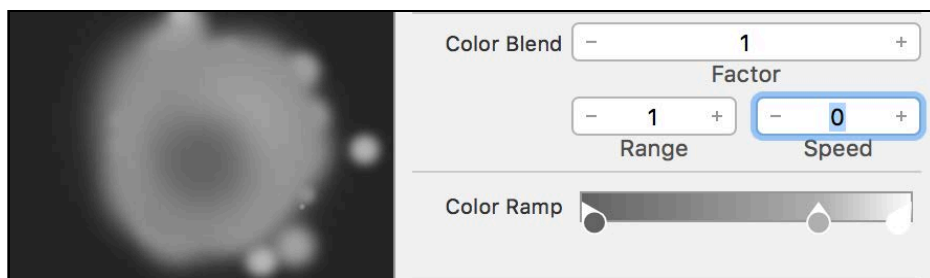 Color Blend - 1 +
Factor
- 1 + - 0 +
Range Speed
Color Ramp